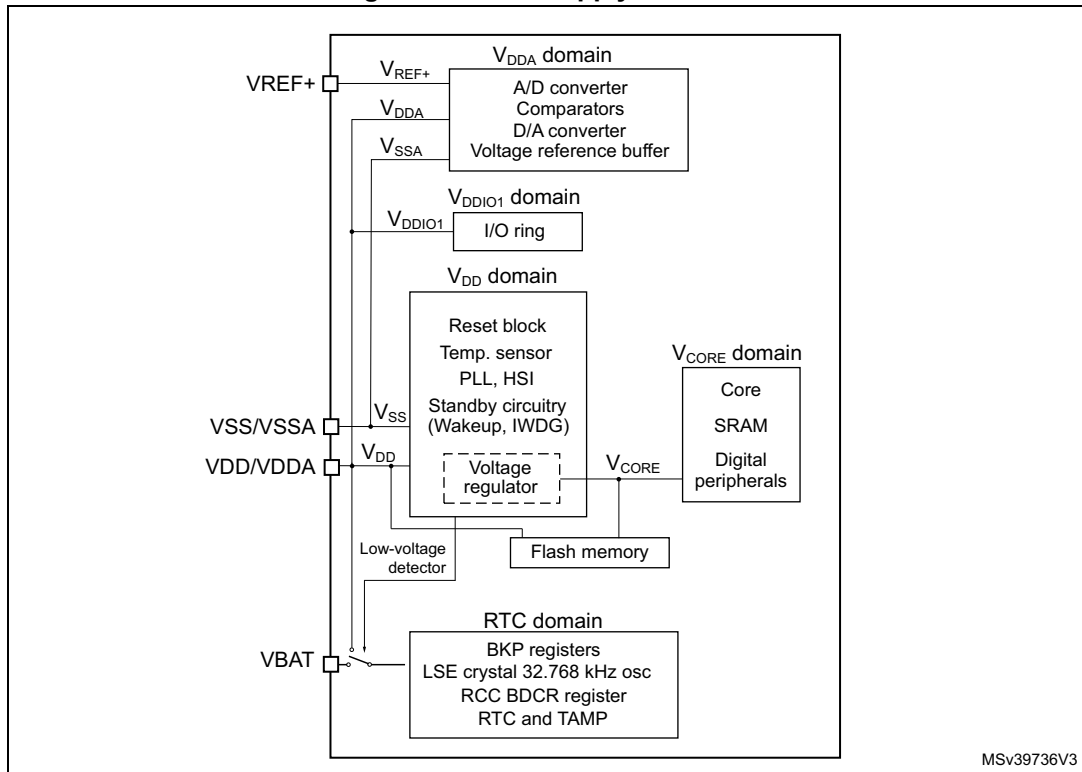 VREF+
VREF+
VDDA
VSSA
VDDA domain
A/D converter
Comparators
D/A converter
Voltage reference buffer
VDDIO1 domain
VDDIO1
I/O ring
VDD domain
Reset block
Temp. sensor
PLL, HSI
Standby circuitry
(Wakeup, IWDG)
Voltage
regulator
VCORE
VCORE domain
Core
SRAM
Digital
peripherals
VSS/VSSA
VSS
VDD/VDDA
VDD
Flash memory
Low-voltage
detector
RTC domain
VBAT
BKP registers
LSE crystal 32.768 kHz osc
RCC BDCR register
RTC and TAMP
MSv39736V3